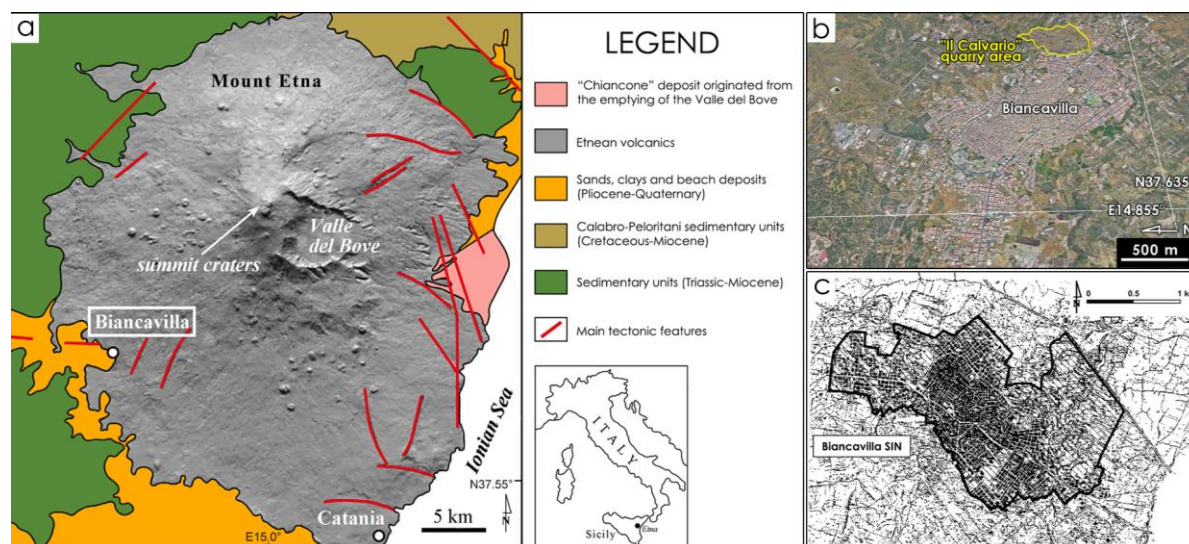 a
Mount Etna
Valle
del Bove
summit craters
Biancavilla
Ionian Sea
N37.55°
N
Catania
E15.0°
5 km
LEGEND
“Chiancone” deposit originated
from the emptying of the Valle del Bove
Etnean volcanics
Sands, clays and beach deposits
(Pliocene-Quaternary)
Calabro-Peloritani sedimentary units
(Cretaceous-Miocene)
Sedimentary units (Triassic-Miocene)
Main tectonic features
ITALY
Sicily
Etna
b
"Il Calvario"
quarry area
Biancavilla
N37.635
E14.855°
N
500 m
c
N
0 0.5 1 k
Biancavilla SIN